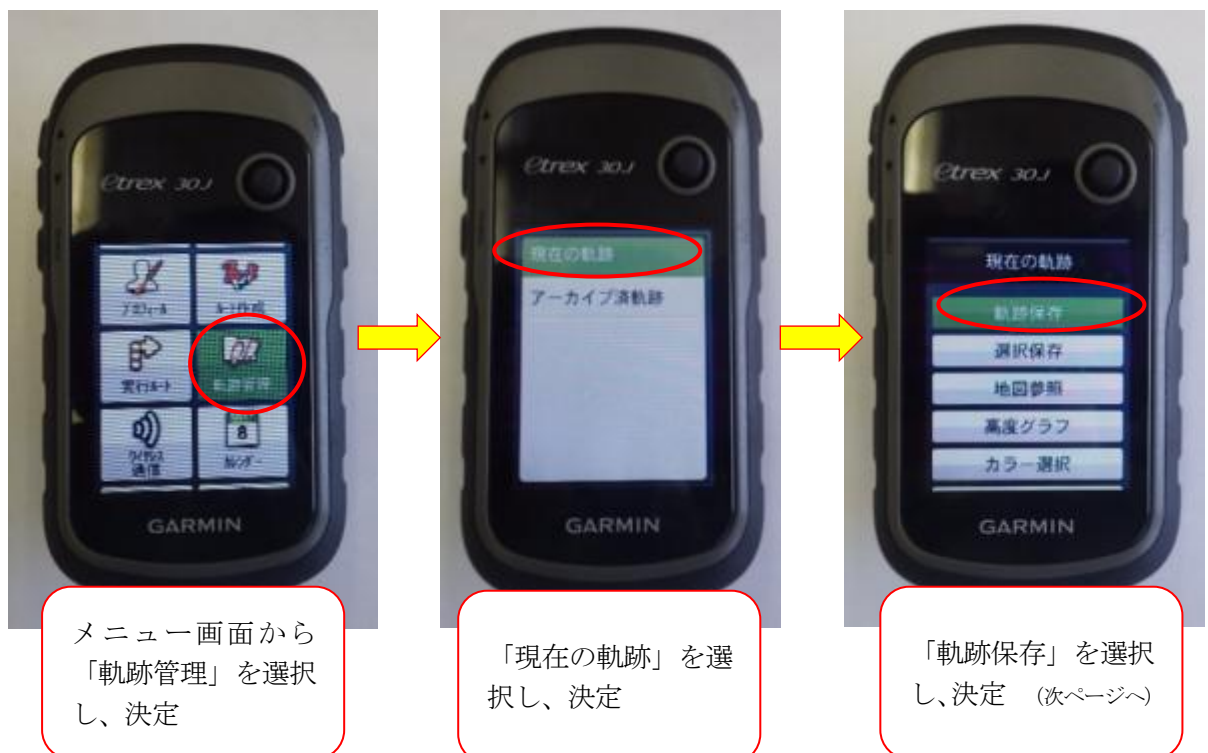 eTrex 30J
プロフィール
ルート作成
実行ルート
軌跡管理
ワイヤレス
通信
8
カレンダー
GARMIN
メニュー画面から
「軌跡管理」を選択
し、決定
eTrex 30J
現在の軌跡
アーカイブ済軌跡
GARMIN
「現在の軌跡」を選
択し、決定
eTrex 30J
現在の軌跡
軌跡保存
選択保存
地図参照
高度グラフ
カラー選択
GARMIN
「軌跡保存」を選択
し、決定 (次ページへ)